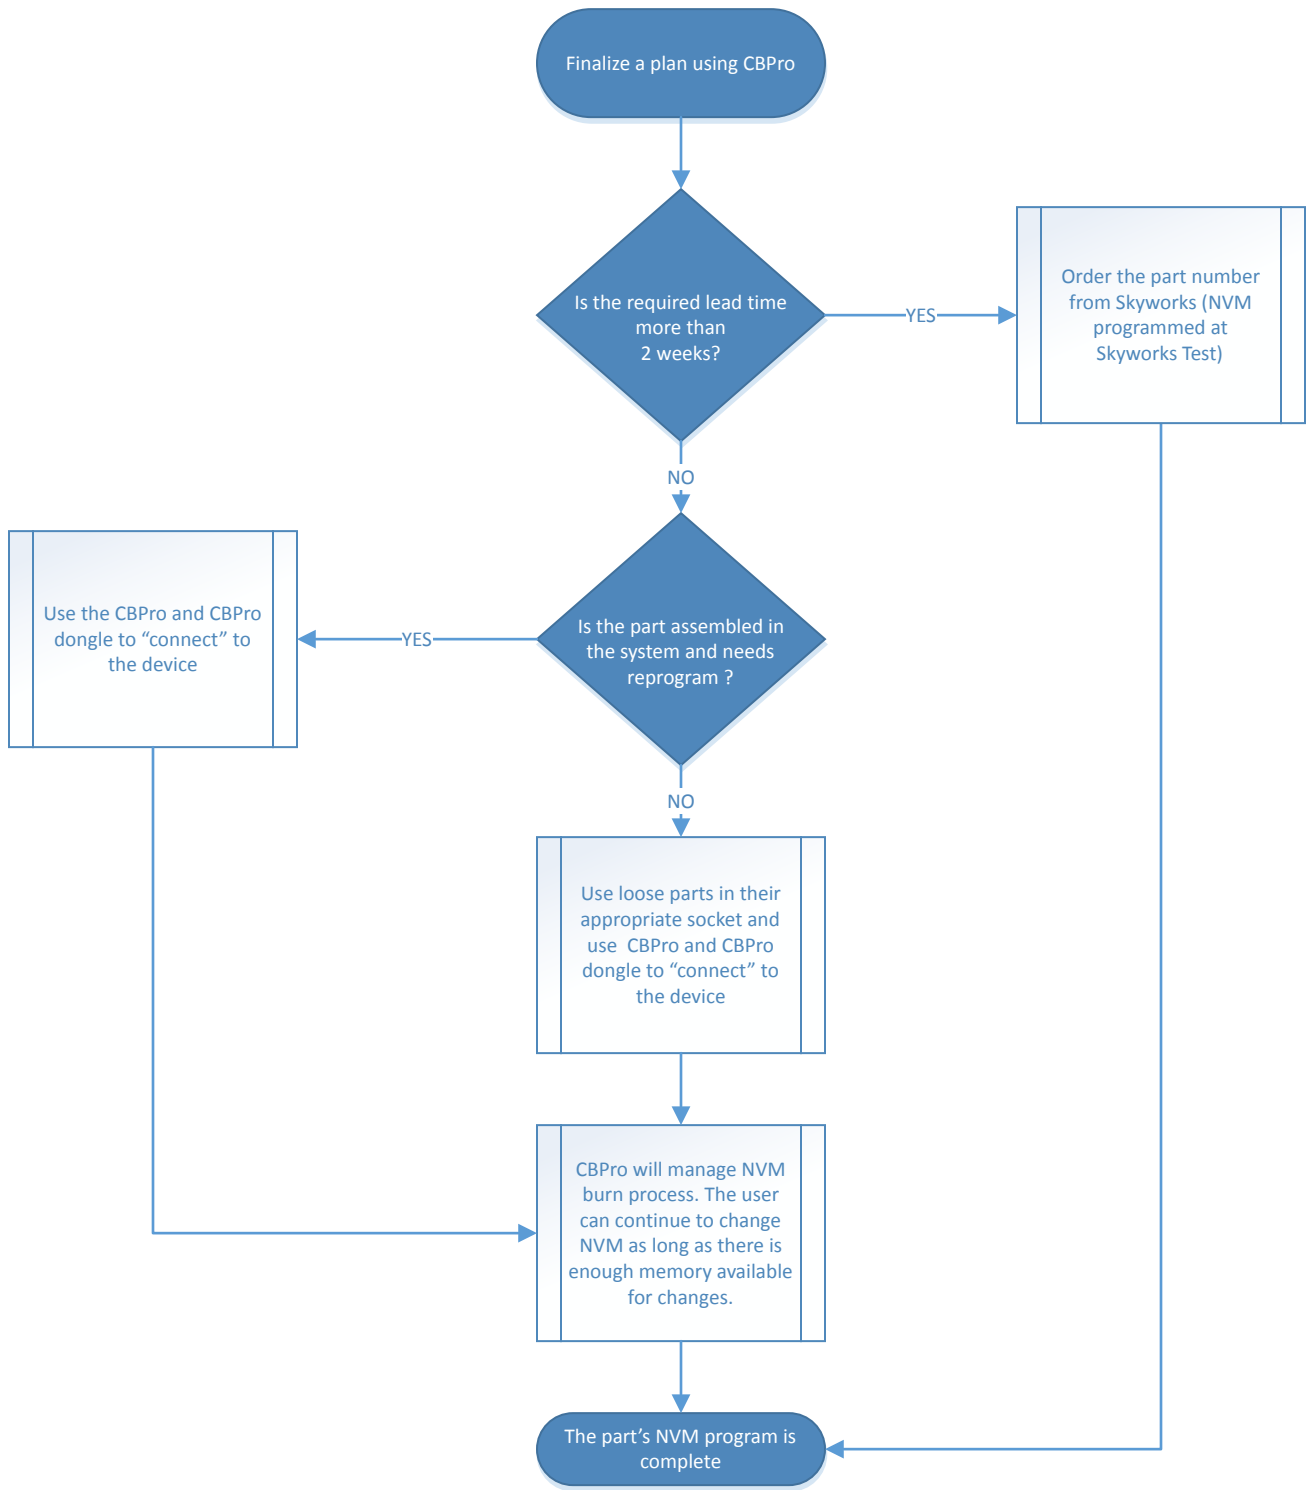 Finalize a plan using CBPro
Is the required lead time
more than
2 weeks?
YES
Order the part number
from Skyworks (NVM
programmed at
Skyworks Test)
NO
Is the part assembled in
the system and needs
reprogram ?
YES
Use the CBPro and CBPro
dongle to “connect” to
the device
NO
Use loose parts in their
appropriate socket and
use  CBPro and CBPro
dongle to “connect” to
the device
CBPro will manage NVM
burn process. The user
can continue to change
NVM as long as there is
enough memory available
for changes.
The part’s NVM program is
complete